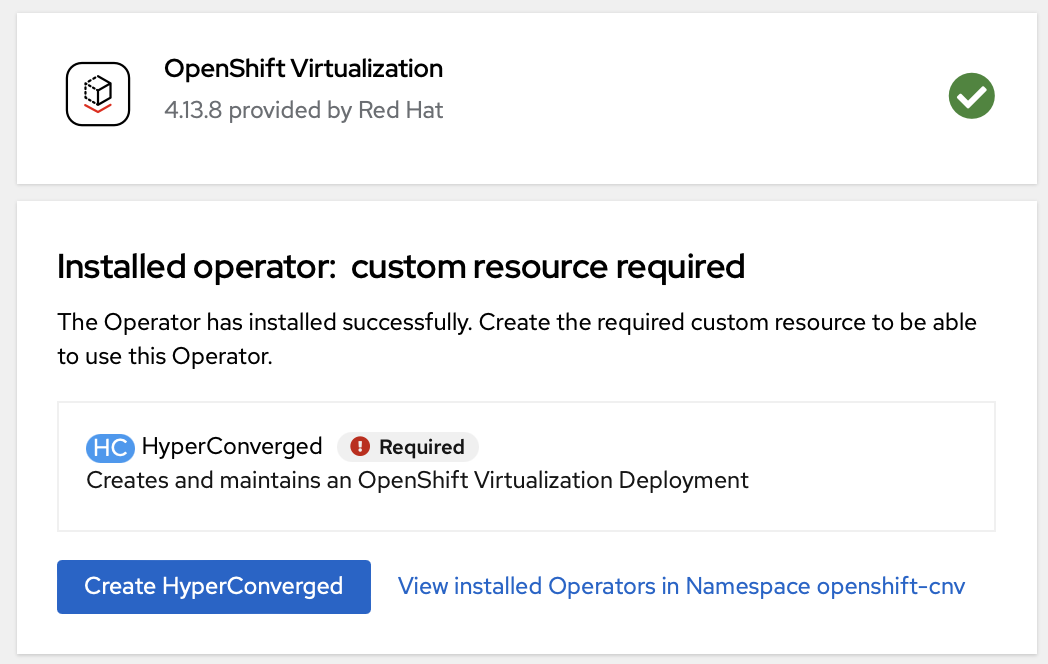 OpenShift Virtualization
4.13.8 provided by Red Hat
Installed operator: custom resource required
The Operator has installed successfully. Create the required custom resource to be able
to use this Operator.
HC HyperConverged Required
Creates and maintains an OpenShift Virtualization Deployment
Create HyperConverged View installed Operators in Namespace openshift-cnv